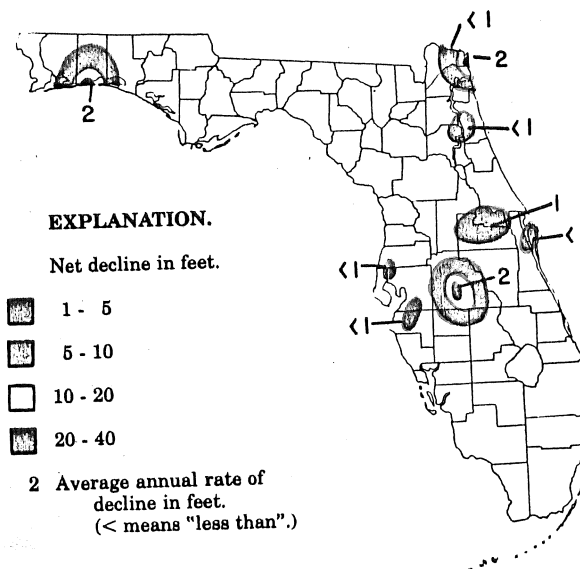 <1
2
2
<1
1
<
<1
2
<1
EXPLANATION.
Net decline in feet.
1 - 5
5 - 10
10 - 20
20 - 40
2 Average annual rate of
decline in feet.
(< means "less than".)